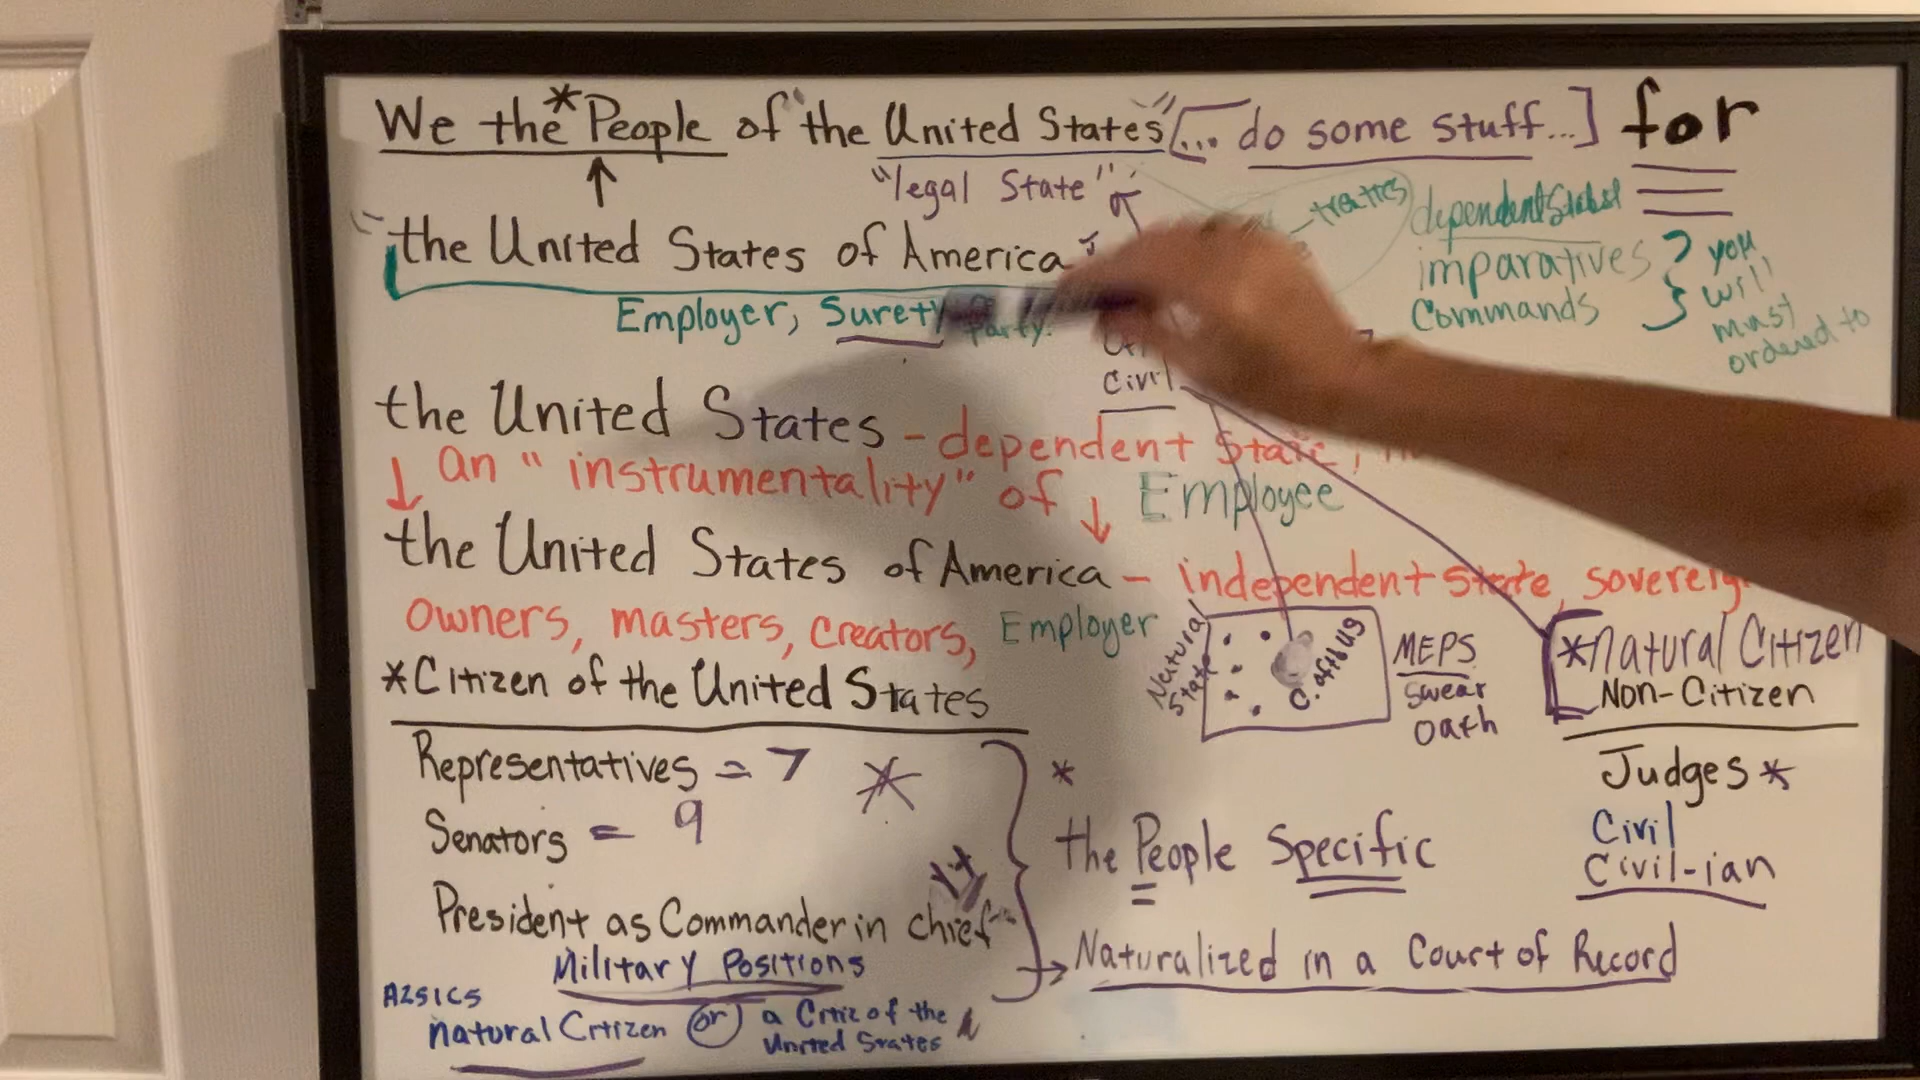 We the *People of the United States [... do some stuff...] for
"legal State"
treaties
dependent
imparatives
Commands
you
will
must
ordered to
"the United States of America
Employer, Surety
Party.
Civil
the United States - dependent State,
↓ an "instrumentality" of ↓ Employee
the United States of America - independent State, sovereign
owners, masters, creators, Employer
Natural
State
C. of the US
MEPS
swear
oath
*Natural Citizen
Non-Citizen
*Citizen of the United States
Representatives = 7 *
Senators = 9
President as Commander in chief
14
Military Positions
*
the People Specific
→ Naturalized in a Court of Record
Judges *
Civil
Civil-ian
A2S1C5
natural Citizen or a Citiz of the
United States